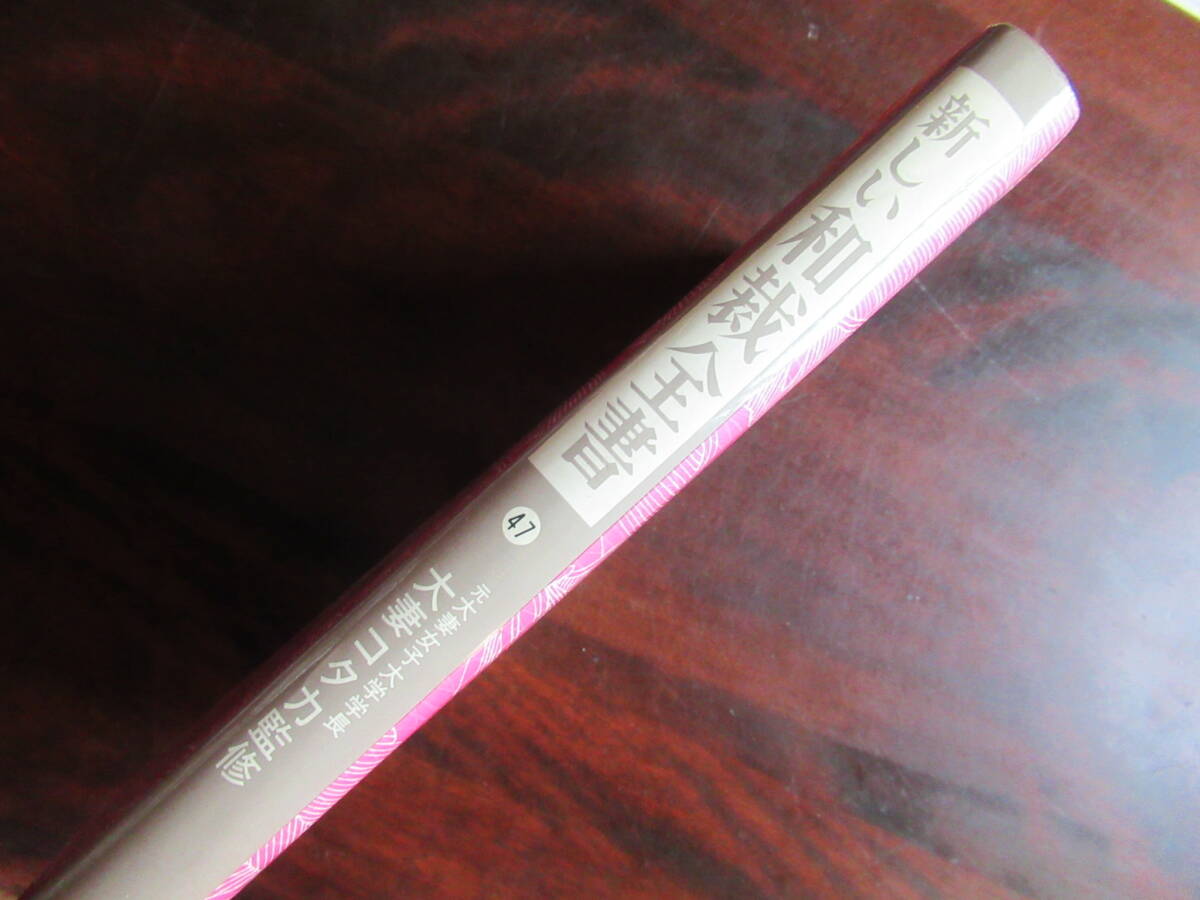 新しい和裁全書
47
元大妻女子大学学長
大妻コタカ監修